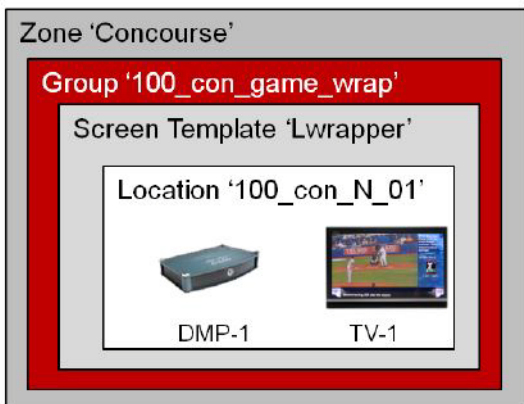 Zone ‘Concourse’
Group ‘100_con_game_wrap’
Screen Template ‘Lwrapper’
Location ‘100_con_N_01’
DMP-1
TV-1